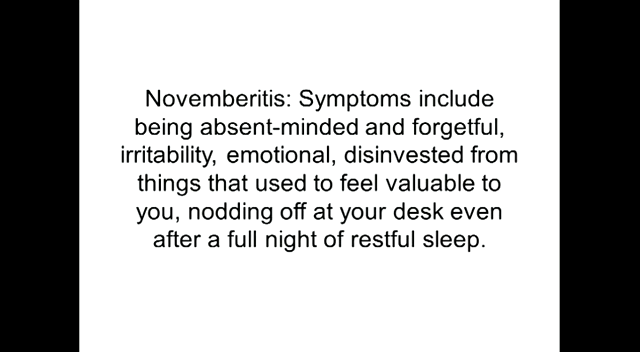 Novemberitis: Symptoms include
being absent-minded and forgetful,
irritability, emotional, disinvested from
things that used to feel valuable to
you, nodding off at your desk even
after a full night of restful sleep.